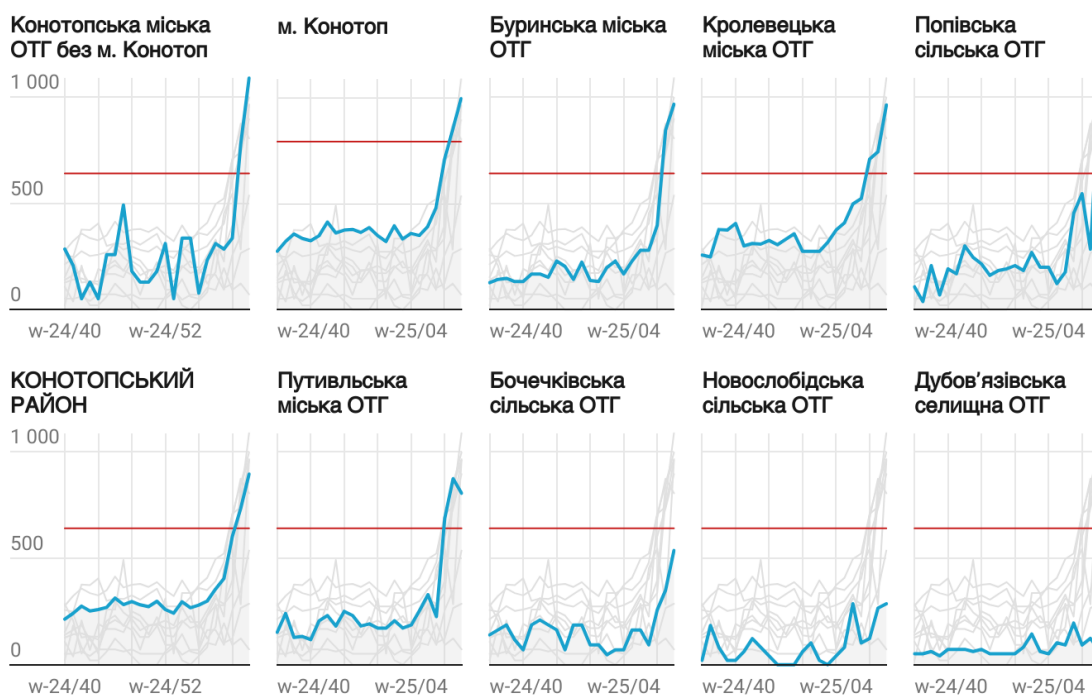 Конотопська міська
ОТГ без м. Конотоп
м. Конотоп
Буринська міська
ОТГ
Кролевецька
міська ОТГ
Попівська
сільська ОТГ
1 000
500
0
w-24/40 w-24/52
w-24/40 w-25/04
w-24/40 w-25/04
w-24/40 w-25/04
w-24/40 w-25/04
КОНОТОПСЬКИЙ
РАЙОН
Путивльська
міська ОТГ
Бочечківська
сільська ОТГ
Новослобідська
сільська ОТГ
Дубов’язівська
селищна ОТГ
1 000
500
0
w-24/40 w-24/52
w-24/40 w-25/04
w-24/40 w-25/04
w-24/40 w-25/04
w-24/40 w-25/04